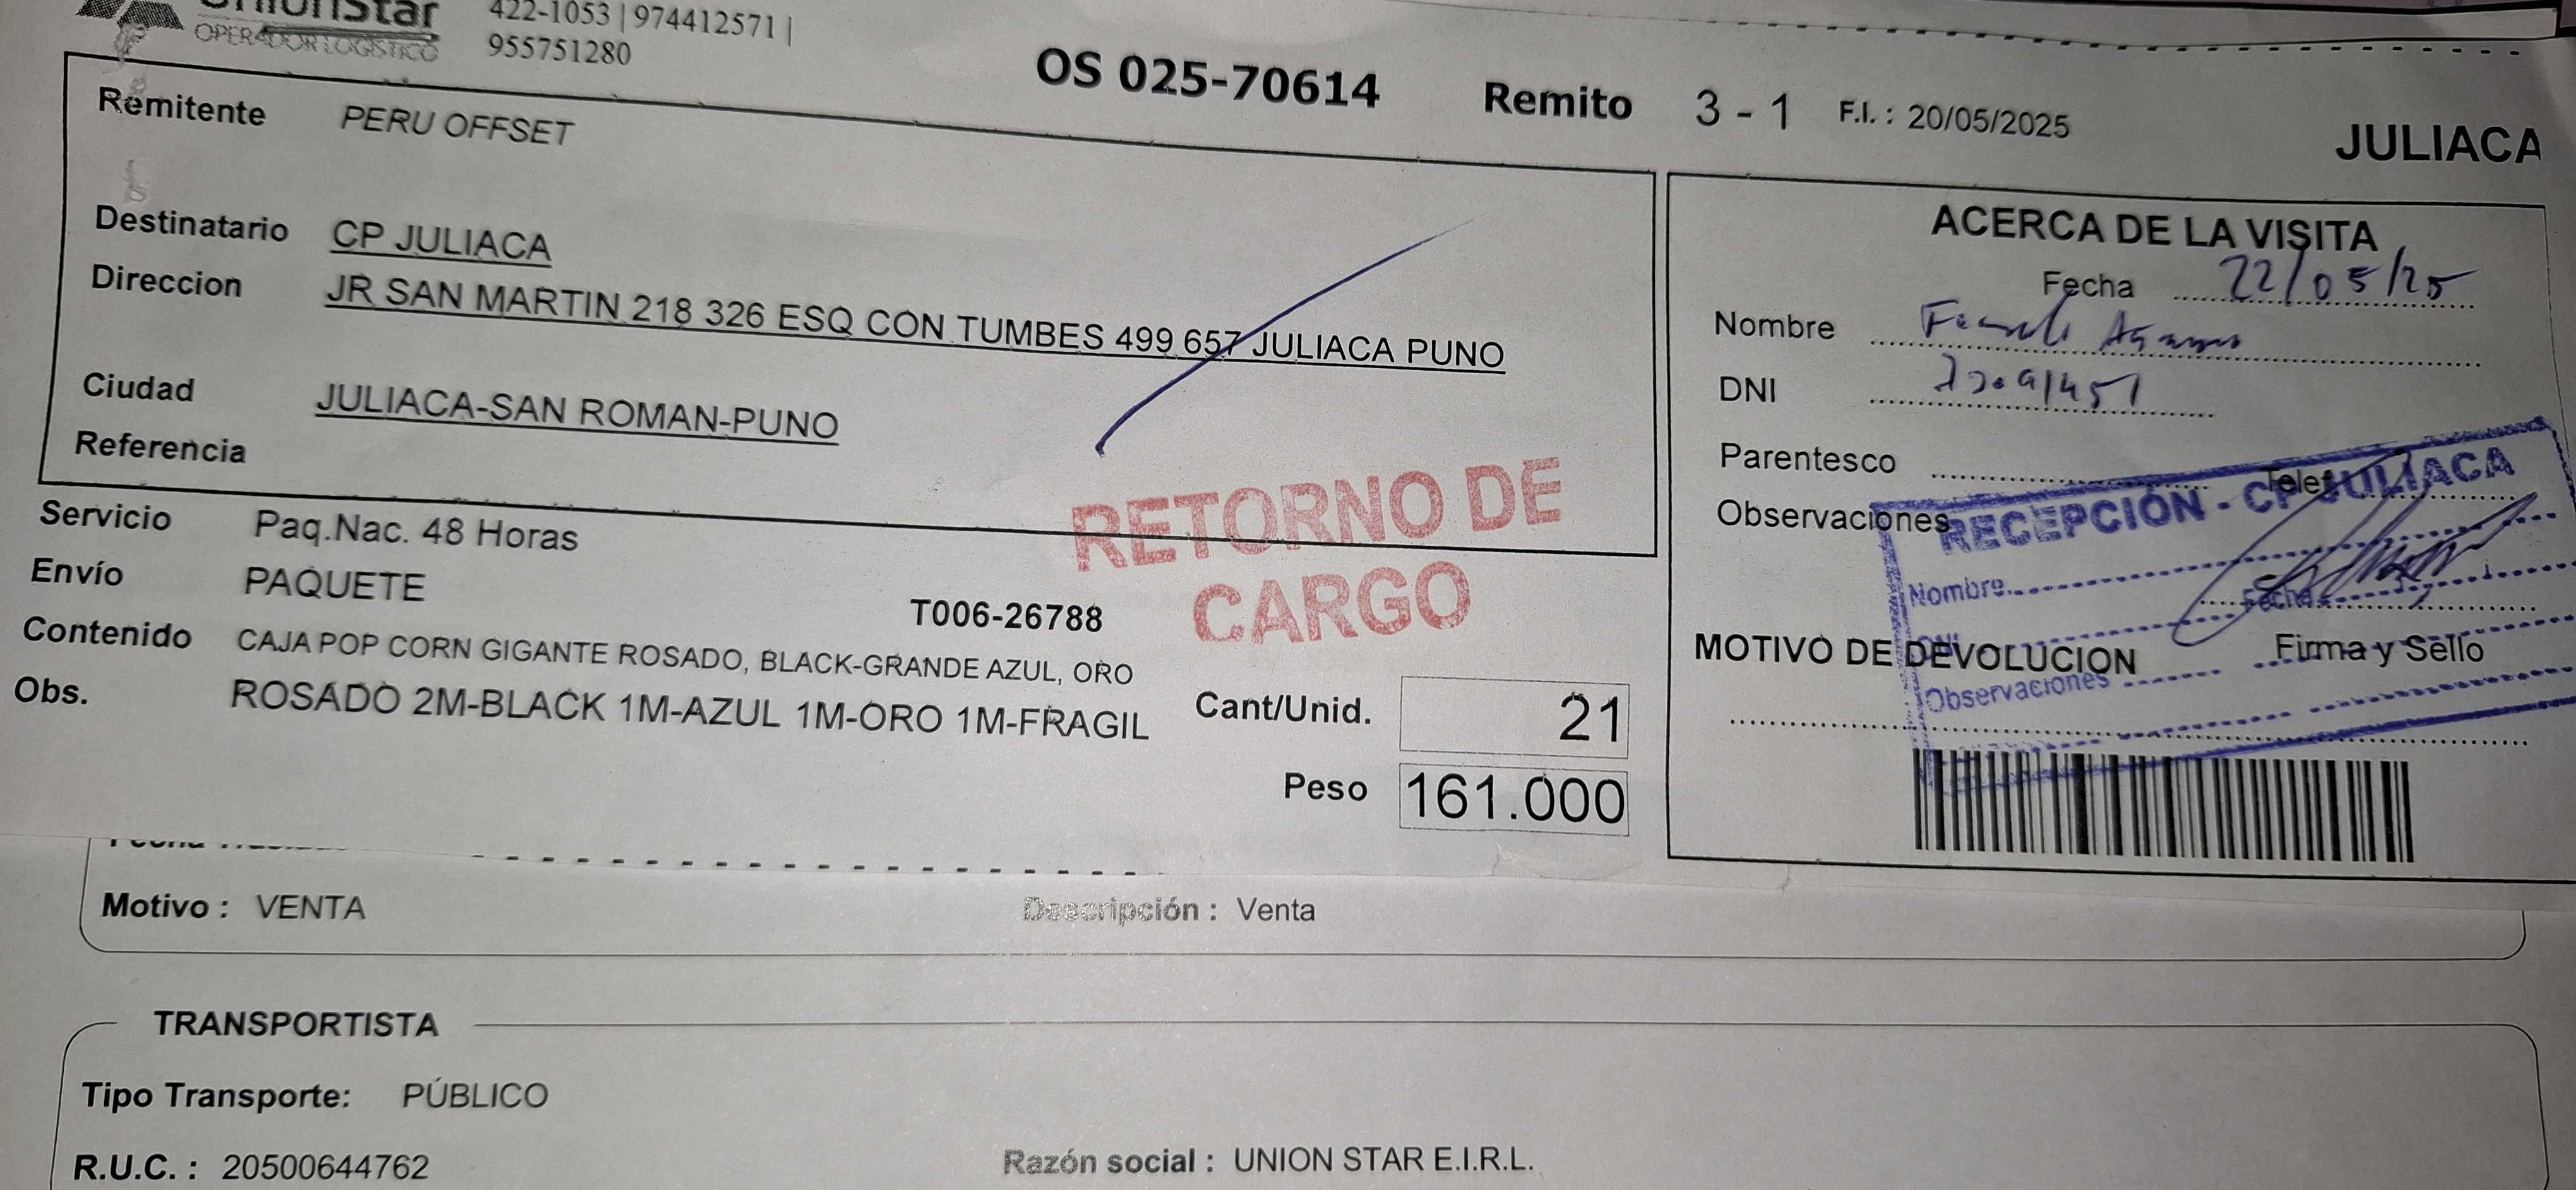 UnionStar
OPERADOR LOGISTICO
422-1053 | 974412571 |
955751280
OS 025-70614 Remito 3 - 1 F.I. : 20/05/2025
JULIACA
Remitente PERU OFFSET
Destinatario CP JULIACA
Direccion JR SAN MARTIN 218 326 ESQ CON TUMBES 499 657 JULIACA PUNO
Ciudad JULIACA-SAN ROMAN-PUNO
Referencia
Servicio Paq.Nac. 48 Horas
Envío PAQUETE
T006-26788
Contenido CAJA POP CORN GIGANTE ROSADO, BLACK-GRANDE AZUL, ORO
Obs. ROSADO 2M-BLACK 1M-AZUL 1M-ORO 1M-FRAGIL
RETORNO DE
CARGO
Cant/Unid. 21
Peso 161.000
ACERCA DE LA VISITA
Fecha 22/05/25
Nombre
DNI
Parentesco
Telef
Observaciones
RECEPCIÓN - CP JULIACA
Nombre
Fecha
DNI
Observaciones
MOTIVO DE DEVOLUCION
Firma y Sello
Motivo : VENTA
Descripción : Venta
TRANSPORTISTA
Tipo Transporte: PÚBLICO
R.U.C. : 20500644762
Razón social : UNION STAR E.I.R.L.